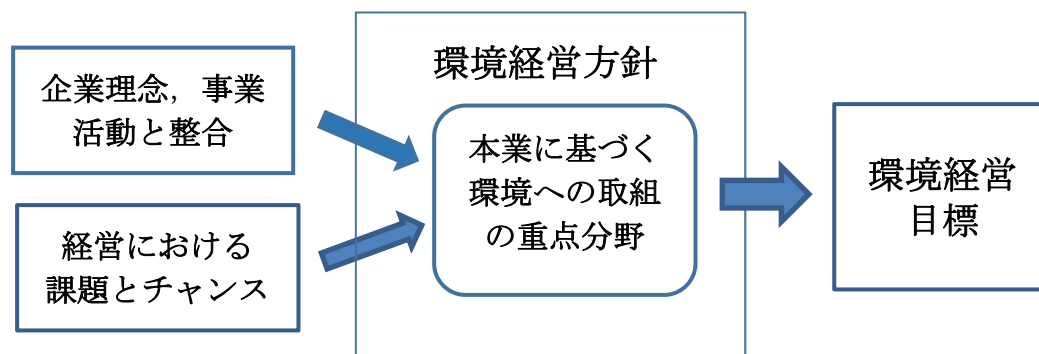 企業理念，事業
活動と整合
経営における
課題とチャンス
環境経営方針
本業に基づく
環境への取組
の重点分野
環境経営
目標